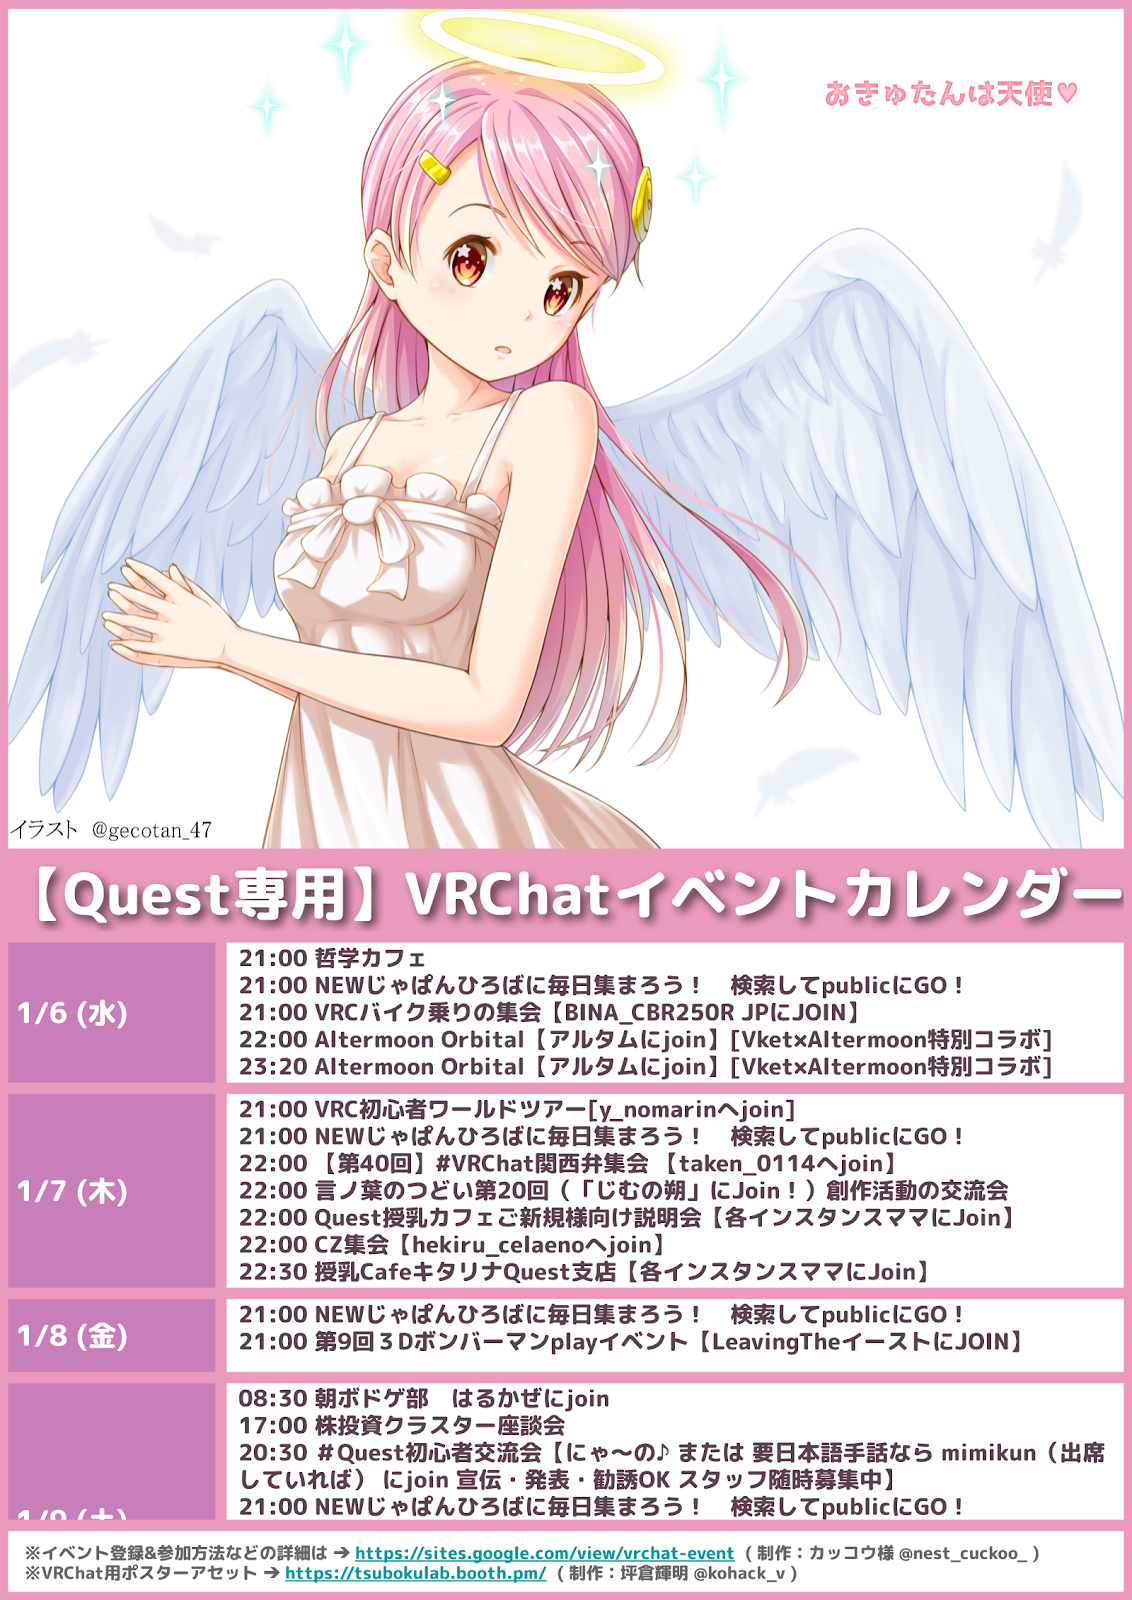 おきゅたんは天使♥
イラスト @gecotan_47
【Quest専用】VRChatイベントカレンダー
1/6 (水)
21:00 哲学カフェ
21:00 NEWじゃぱんひろばに毎日集まろう！　検索してpublicにGO！
21:00 VRCバイク乗りの集会【BINA_CBR250R JPにJOIN】
22:00 Altermoon Orbital【アルタムにjoin】[Vket×Altermoon特別コラボ]
23:20 Altermoon Orbital【アルタムにjoin】[Vket×Altermoon特別コラボ]
1/7 (木)
21:00 VRC初心者ワールドツアー[y_nomarinへjoin]
21:00 NEWじゃぱんひろばに毎日集まろう！　検索してpublicにGO！
22:00 【第40回】#VRChat関西弁集会 【taken_0114へjoin】
22:00 言ノ葉のつどい第20回（「じむの朔」にJoin！）創作活動の交流会
22:00 Quest授乳カフェご新規様向け説明会【各インスタンスママにJoin】
22:00 CZ集会【hekiru_celaenoへjoin】
22:30 授乳CafeキタリナQuest支店【各インスタンスママにJoin】
1/8 (金)
21:00 NEWじゃぱんひろばに毎日集まろう！　検索してpublicにGO！
21:00 第9回３Dボンバーマンplayイベント【LeavingTheイーストにJOIN】
1/9 (土)
08:30 朝ボドゲ部　はるかぜにjoin
17:00 株投資クラスター座談会
20:30 ＃Quest初心者交流会【にゃ〜の♪ または 要日本語手話なら mimikun（出席
していれば） にjoin 宣伝・発表・勧誘OK スタッフ随時募集中】
21:00 NEWじゃぱんひろばに毎日集まろう！　検索してpublicにGO！
※イベント登録&参加方法などの詳細は ➔ https://sites.google.com/view/vrchat-event （制作：カッコウ様 @nest_cuckoo_ ）
※VRChat用ポスターアセット ➔ https://tsubokulab.booth.pm/ （制作：坪倉輝明 @kohack_v ）